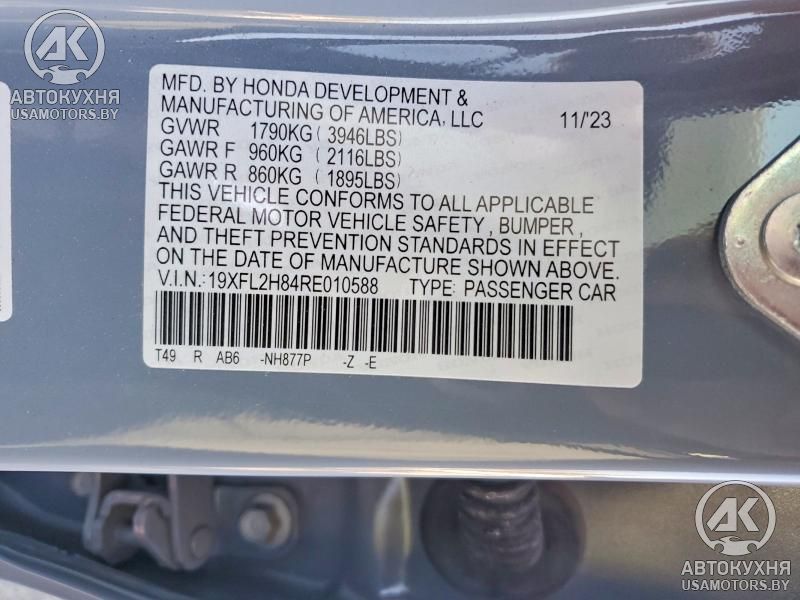 AK
АВТОКУХНЯ
USAMOTORS.BY
MFD. BY HONDA DEVELOPMENT &
MANUFACTURING OF AMERICA, LLC 11/'23
GVWR 1790KG ( 3946LBS)
GAWR F 960KG ( 2116LBS)
GAWR R 860KG ( 1895LBS)
THIS VEHICLE CONFORMS TO ALL APPLICABLE
FEDERAL MOTOR VEHICLE SAFETY , BUMPER ,
AND THEFT PREVENTION STANDARDS IN EFFECT
ON THE DATE OF MANUFACTURE SHOWN ABOVE.
V.I.N.:19XFL2H84RE010588 TYPE: PASSENGER CAR
T49 R AB6 -NH877P -Z -E
AK
АВТОКУХНЯ
USAMOTORS.BY